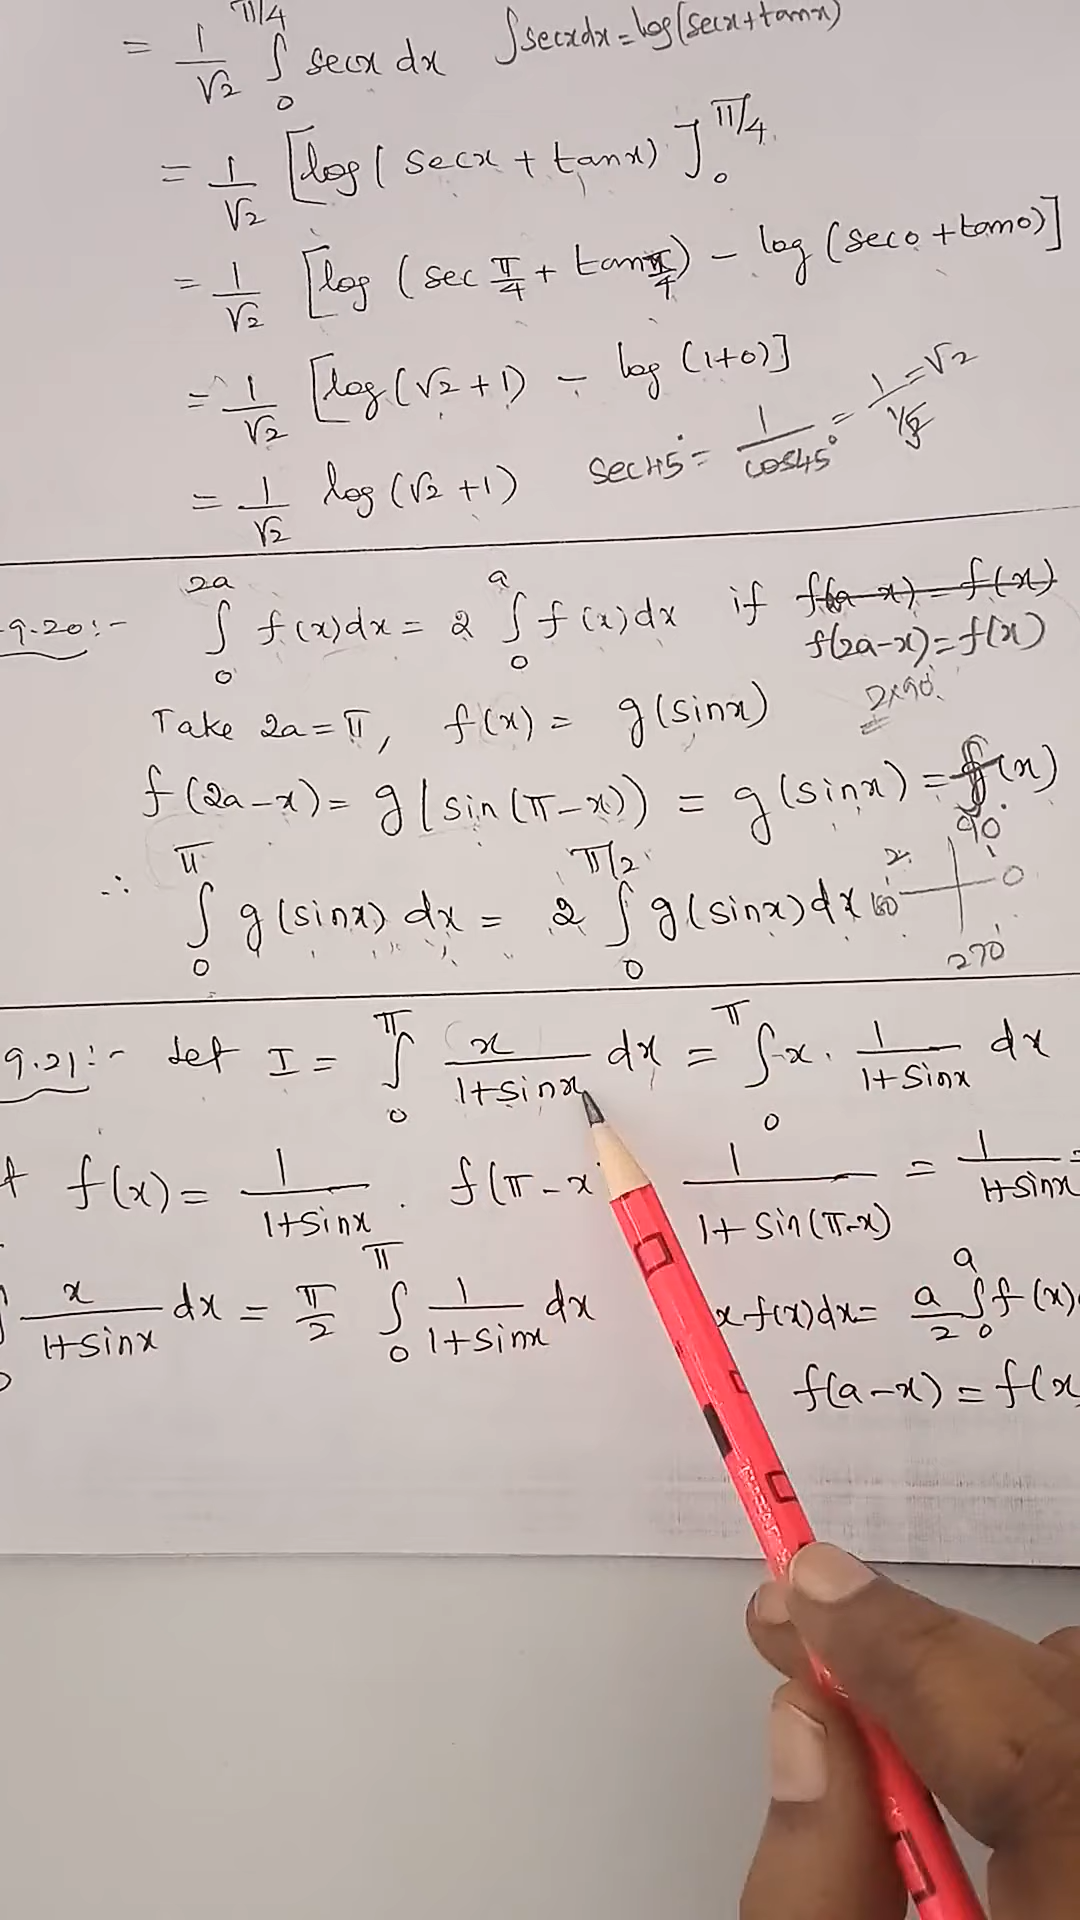 = 1/√2 ∫₀^π/4 secx dx ∫secxdx = log(secx+tanx)
= 1/√2 [log(secx + tanx)]₀^π/4
= 1/√2 [log(sec π/4 + tan π/4) - log(sec0 + tan0)]
= 1/√2 [log(√2+1) - log(1+0)]
= 1/√2 log(√2+1) sec45° = 1/cos45° = 1/(1/√2) = √2
9.20:- ∫₀^2a f(x)dx = 2 ∫₀^a f(x)dx if f(a-x) = f(x)
f(2a-x) = f(x)
Take 2a = π, f(x) = g(sinx) 2×90°
f(2a-x) = g(sin(π-x)) = g(sinx) = f(x)
90°
∴ ∫₀^π g(sinx) dx = 2 ∫₀^π/2 g(sinx)dx 180 0
270
9.21:- Let I = ∫₀^π x/(1+sinx) dx = ∫₀^π x · 1/(1+sinx) dx
f(x) = 1/(1+sinx) . f(π-x) 1/(1+sin(π-x)) = 1/(1+sinx) =
x/(1+sinx) dx = π/2 ∫₀^π 1/(1+sinx) dx x f(x)dx = a/2 ∫₀^a f(x)
f(a-x) = f(x